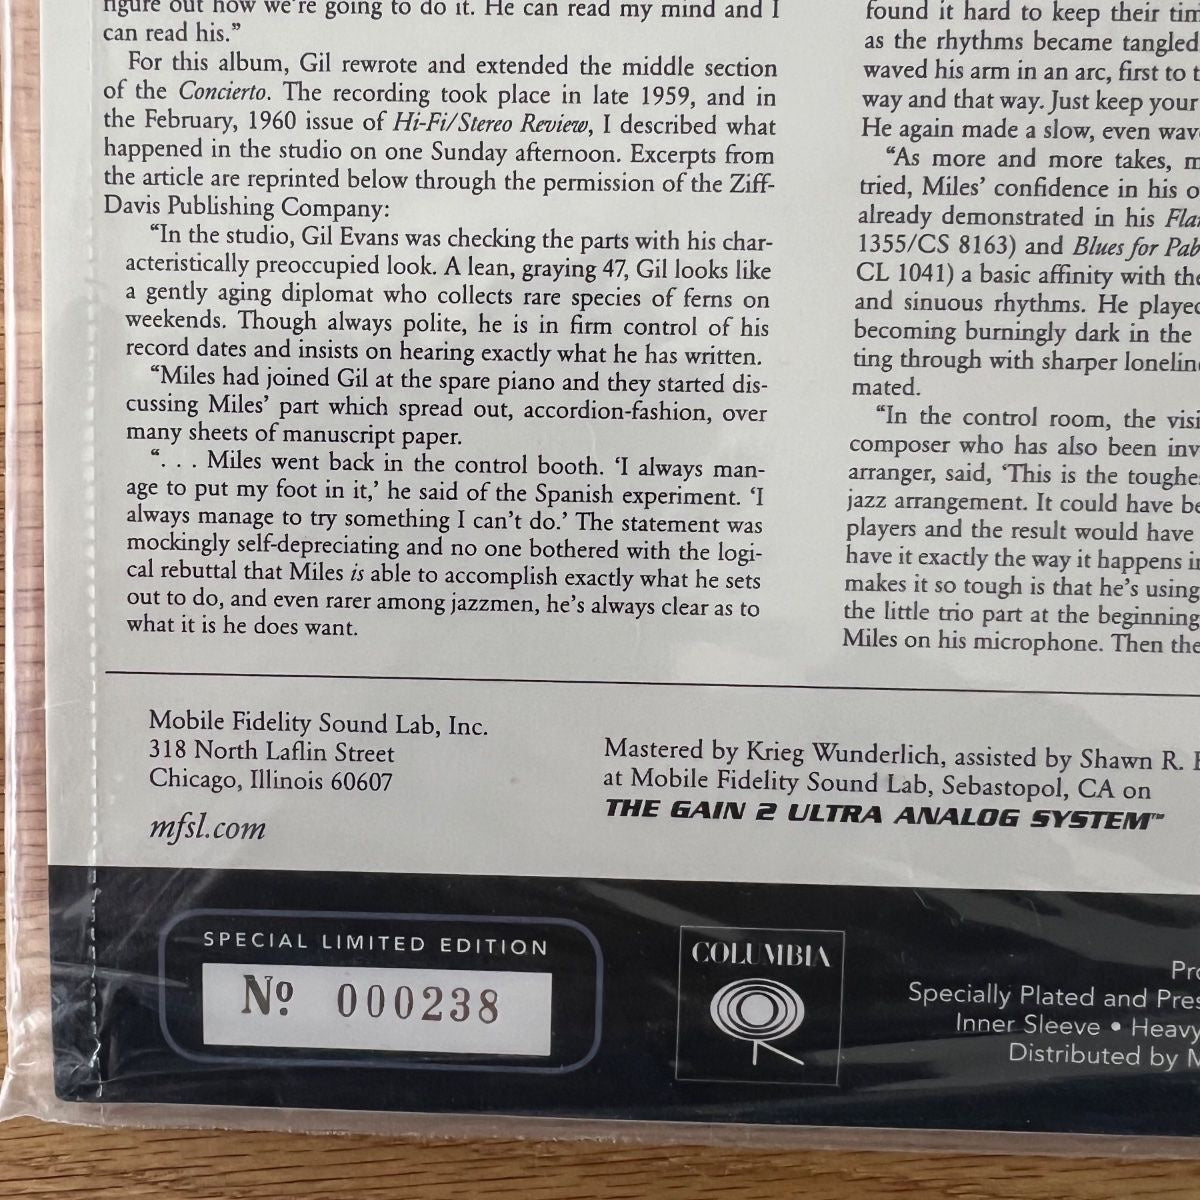 figure out how we're going to do it. He can read my mind and I
can read his.”
For this album, Gil rewrote and extended the middle section
of the Concierto. The recording took place in late 1959, and in
the February, 1960 issue of Hi-Fi/Stereo Review, I described what
happened in the studio on one Sunday afternoon. Excerpts from
the article are reprinted below through the permission of the Ziff-
Davis Publishing Company:
“In the studio, Gil Evans was checking the parts with his char-
acteristically preoccupied look. A lean, graying 47, Gil looks like
a gently aging diplomat who collects rare species of ferns on
weekends. Though always polite, he is in firm control of his
record dates and insists on hearing exactly what he has written.
“Miles had joined Gil at the spare piano and they started dis-
cussing Miles’ part which spread out, accordion-fashion, over
many sheets of manuscript paper.
“. . . Miles went back in the control booth. ‘I always man-
age to put my foot in it,’ he said of the Spanish experiment. ‘I
always manage to try something I can’t do.’ The statement was
mockingly self-depreciating and no one bothered with the logi-
cal rebuttal that Miles is able to accomplish exactly what he sets
out to do, and even rarer among jazzmen, he’s always clear as to
what it is he does want.
found it hard to keep their
as the rhythms became tangled
waved his arm in an arc, first to
way and that way. Just keep your
He again made a slow, even
“As more and more takes,
tried, Miles’ confidence in his
already demonstrated in his
1355/CS 8163) and Blues for
CL 1041) a basic affinity with
and sinuous rhythms. He played
becoming burningly dark in the
ting through with sharper
mated.
“In the control room, the
composer who has also been
arranger, said, ‘This is the
jazz arrangement. It could have
players and the result would have
have it exactly the way it happens
makes it so tough is that he’s using
the little trio part at the beginning
Miles on his microphone. Then
Mobile Fidelity Sound Lab, Inc.
318 North Laflin Street
Chicago, Illinois 60607
mfsl.com
Mastered by Krieg Wunderlich, assisted by Shawn R.
at Mobile Fidelity Sound Lab, Sebastopol, CA on
THE GAIN 2 ULTRA ANALOG SYSTEM™
SPECIAL LIMITED EDITION
Nº 000238
COLUMBIA
Specially Plated and
Inner Sleeve • Heavy
Distributed by